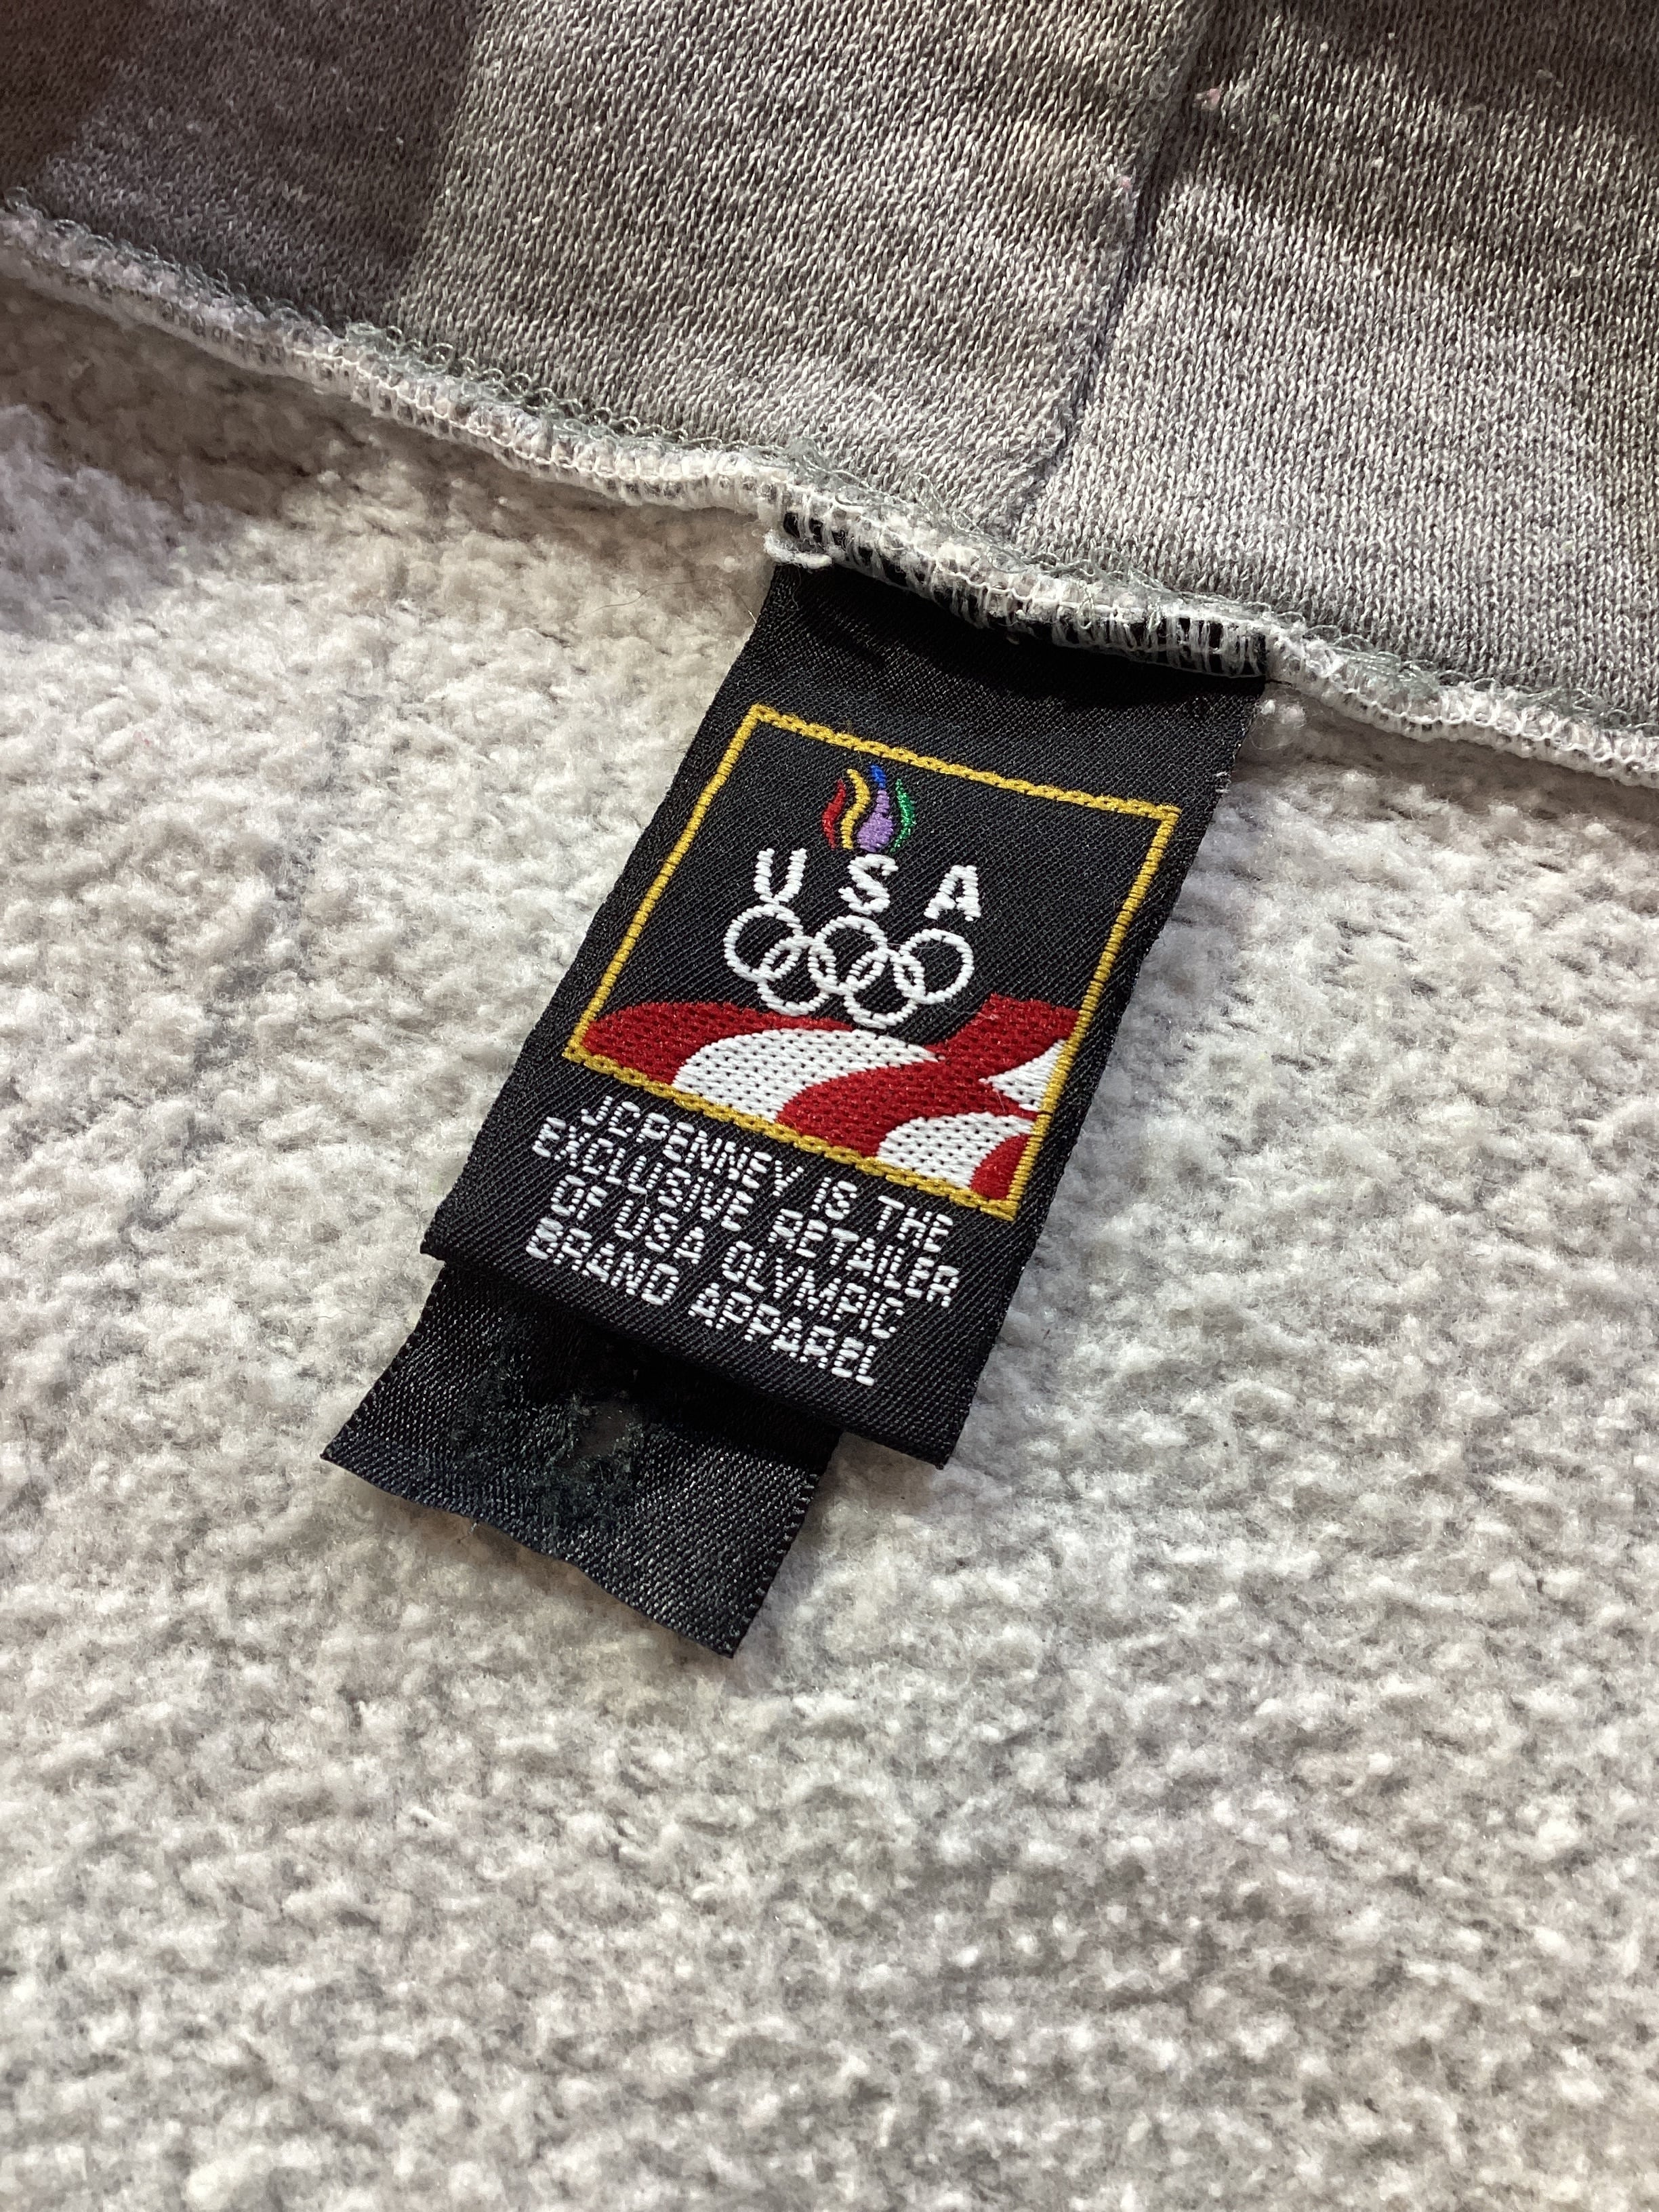 USA
JCPENNEY IS THE
EXCLUSIVE RETAILER
OF USA OLYMPIC
BRAND APPAREL